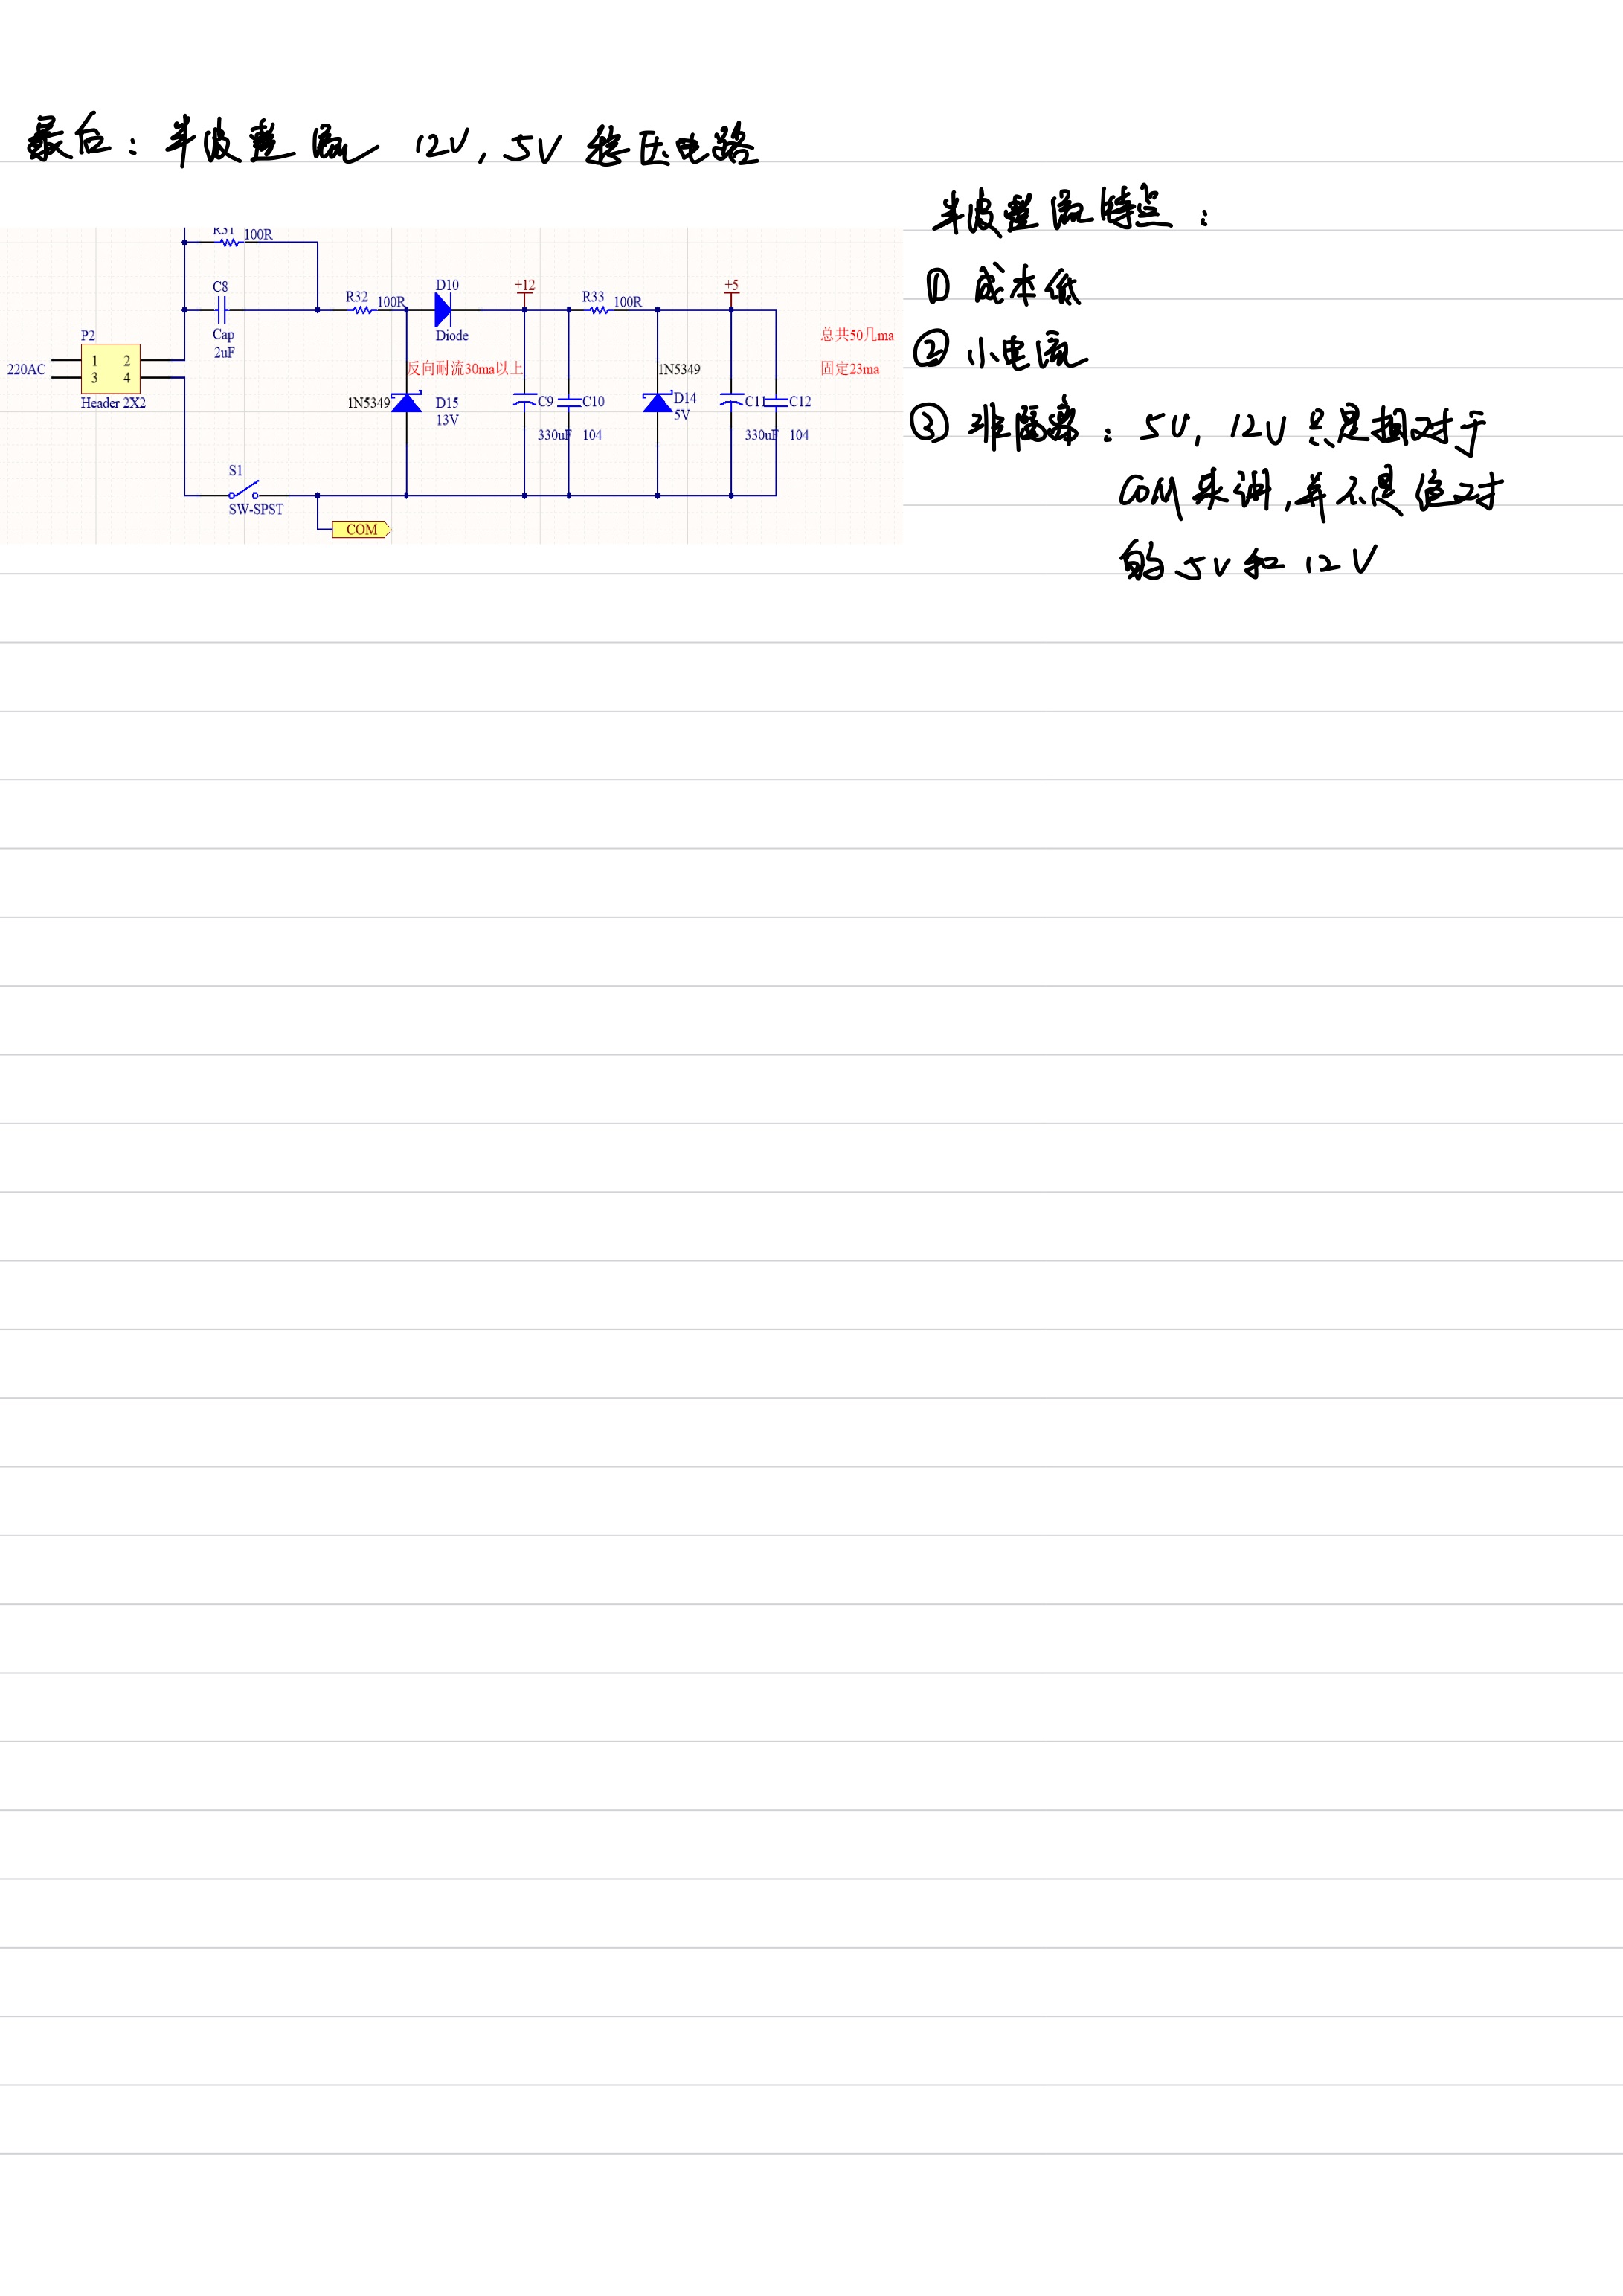 最后：半波整流 12V，5V 稳压电路
半波整流特点：
① 成本低
② 小电流
③ 非隔离：5V，12V 只是相对于
COM来讲，并不是绝对
的 5V 和 12V
R31 100R
C8
Cap
2uF
R32 100R
D10
Diode
+12
R33 100R
+5
总共50几ma
固定23ma
P2
220AC
1 2
3 4
Header 2X2
反向耐流30ma以上
1N5349
D15
13V
C9
330uF
C10
104
1N5349
D14
5V
C11
330uF
C12
104
S1
SW-SPST
COM